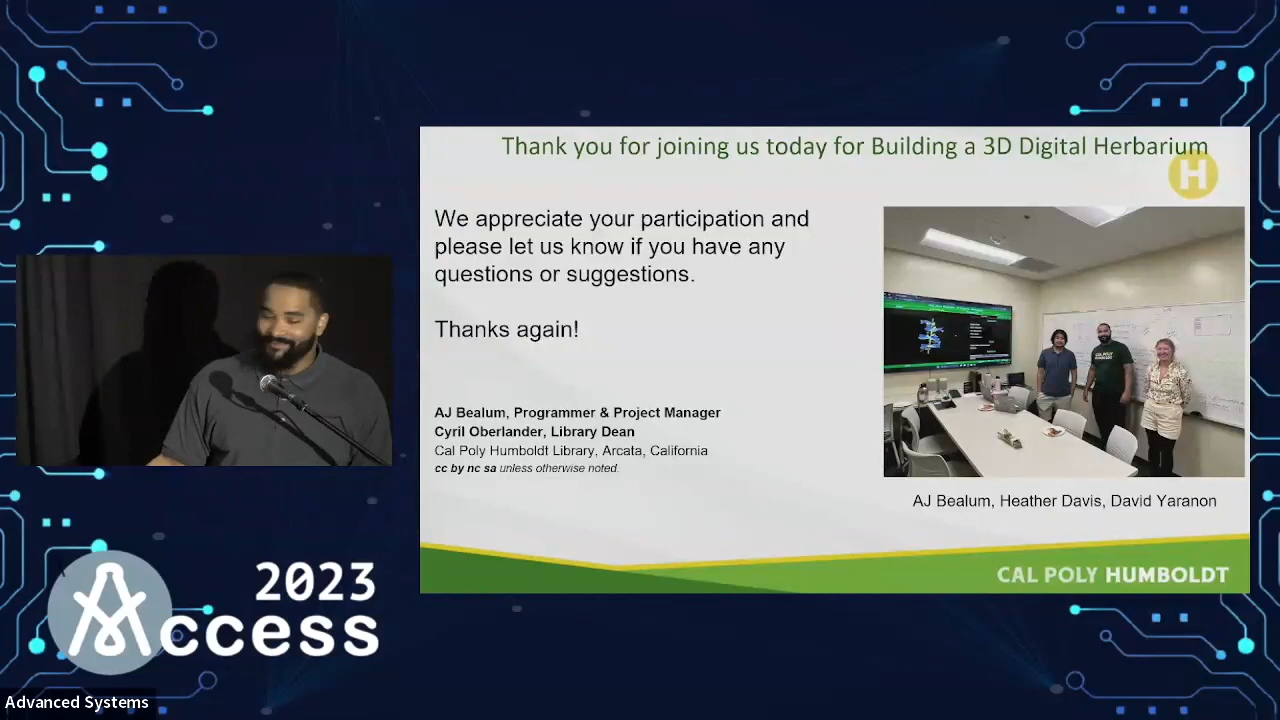 Thank you for joining us today for Building a 3D Digital Herbarium
H
We appreciate your participation and
please let us know if you have any
questions or suggestions.
Thanks again!
AJ Bealum, Programmer & Project Manager
Cyril Oberlander, Library Dean
Cal Poly Humboldt Library, Arcata, California
cc by nc sa unless otherwise noted.
CAL POLY
HUMBOLDT
AJ Bealum, Heather Davis, David Yaranon
CAL POLY HUMBOLDT
2023
Access
Advanced Systems